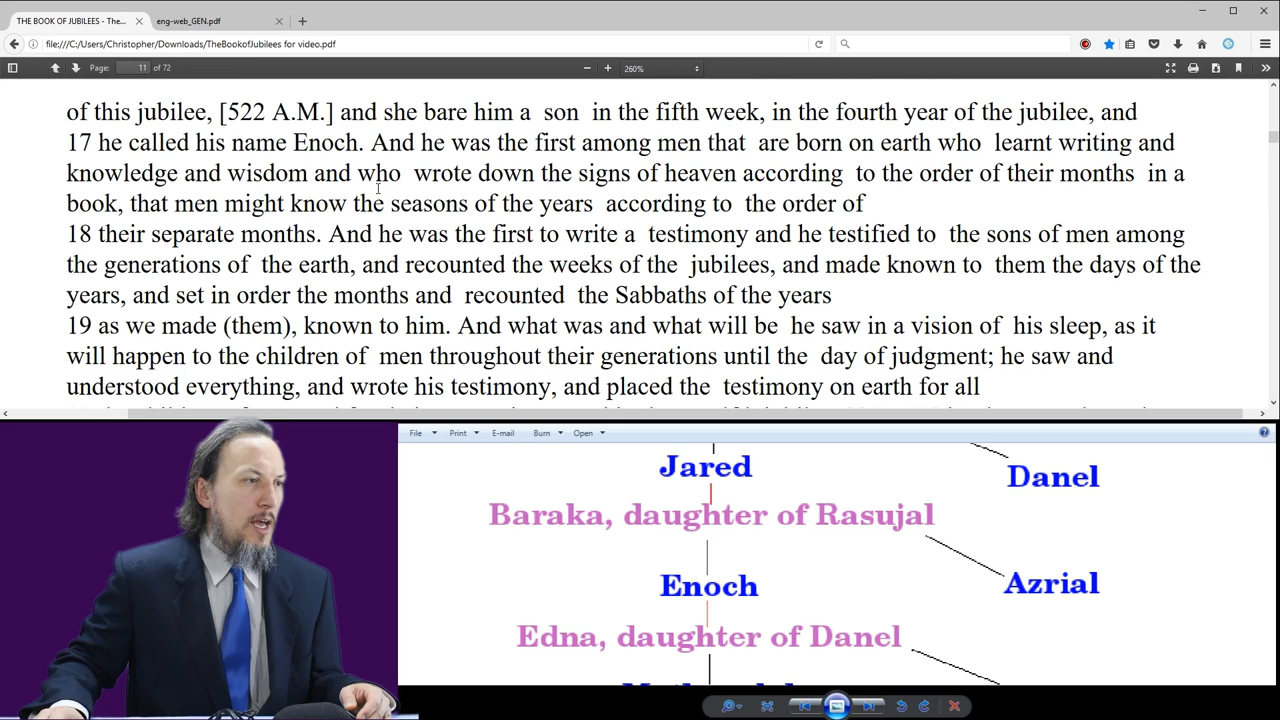 THE BOOK OF JUBILEES - The...
eng-web_GEN.pdf
file:///C:/Users/Christopher/Downloads/TheBookofJubilees for video.pdf
Page: 11 of 72
260%
of this jubilee, [522 A.M.] and she bare him a son in the fifth week, in the fourth year of the jubilee, and
17 he called his name Enoch. And he was the first among men that are born on earth who learnt writing and
knowledge and wisdom and who wrote down the signs of heaven according to the order of their months in a
book, that men might know the seasons of the years according to the order of
18 their separate months. And he was the first to write a testimony and he testified to the sons of men among
the generations of the earth, and recounted the weeks of the jubilees, and made known to them the days of the
years, and set in order the months and recounted the Sabbaths of the years
19 as we made (them), known to him. And what was and what will be he saw in a vision of his sleep, as it
will happen to the children of men throughout their generations until the day of judgment; he saw and
understood everything, and wrote his testimony, and placed the testimony on earth for all
File Print E-mail Burn Open
Jared
Danel
Baraka, daughter of Rasujal
Enoch
Azrial
Edna, daughter of Danel